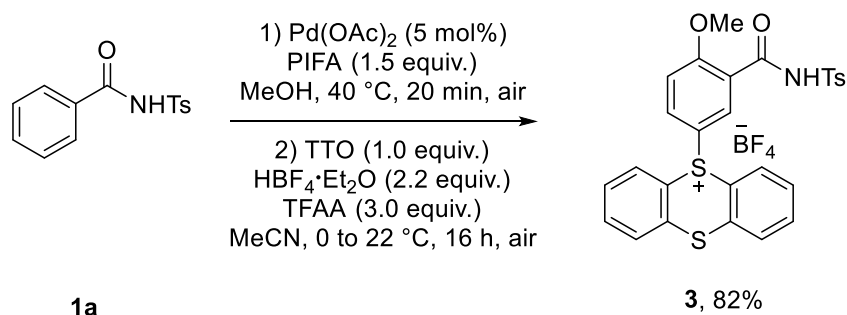 O
NHTs
1a
1) Pd(OAc)2 (5 mol%)
PIFA (1.5 equiv.)
MeOH, 40 °C, 20 min, air
2) TTO (1.0 equiv.)
HBF4•Et2O (2.2 equiv.)
TFAA (3.0 equiv.)
MeCN, 0 to 22 °C, 16 h, air
OMe O
NHTs
S+
BF4−
S
3, 82%